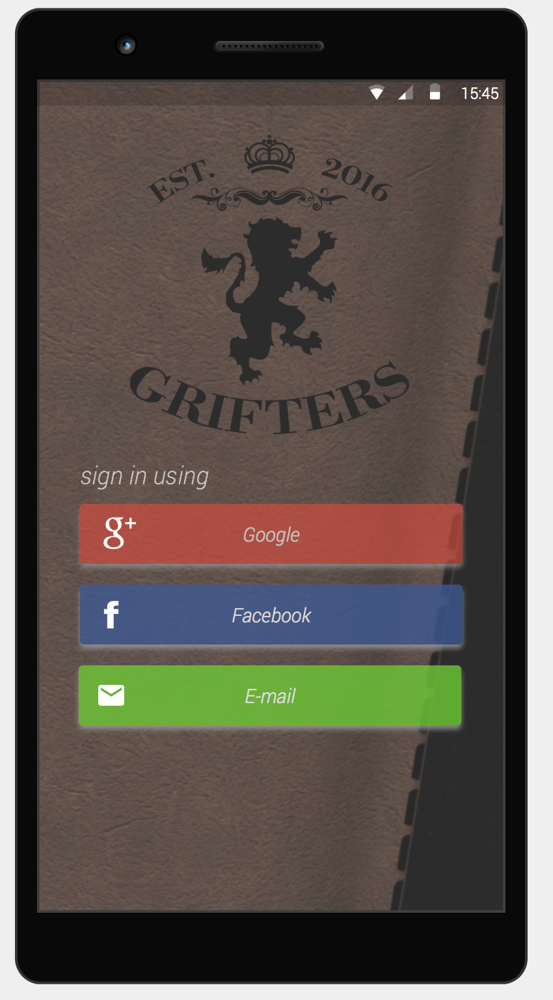 15:45
EST. 2016
GRIFTERS
sign in using
g+ Google
f Facebook
E-mail